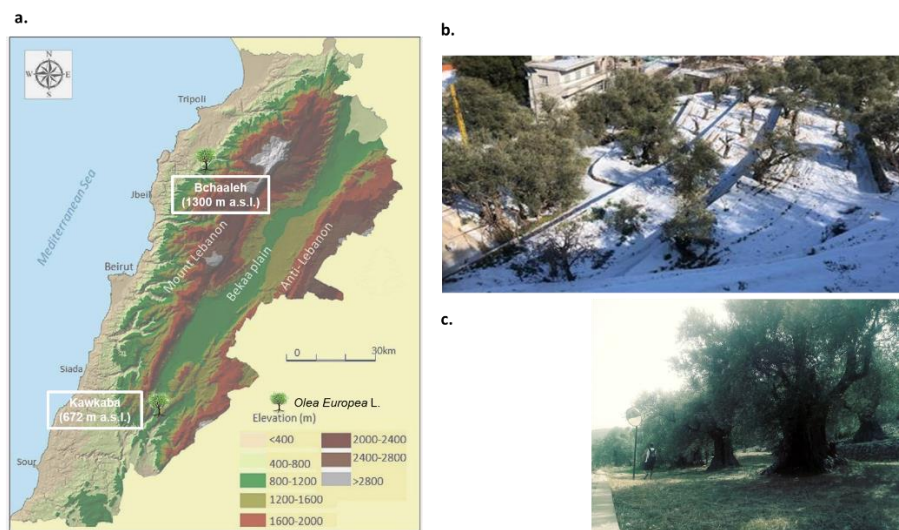 a.
N
W
E
S
Tripoli
Bchaaleh
(1300 m a.s.l.)
Jbeil
Mediterranean Sea
Mount Lebanon
Bekaa plain
Anti-Lebanon
Beirut
0 30km
Siada
Kawkaba
(672 m a.s.l.)
Olea Europea L.
Elevation (m)
<400
400-800
800-1200
1200-1600
1600-2000
2000-2400
2400-2800
>2800
Sour
b.
c.